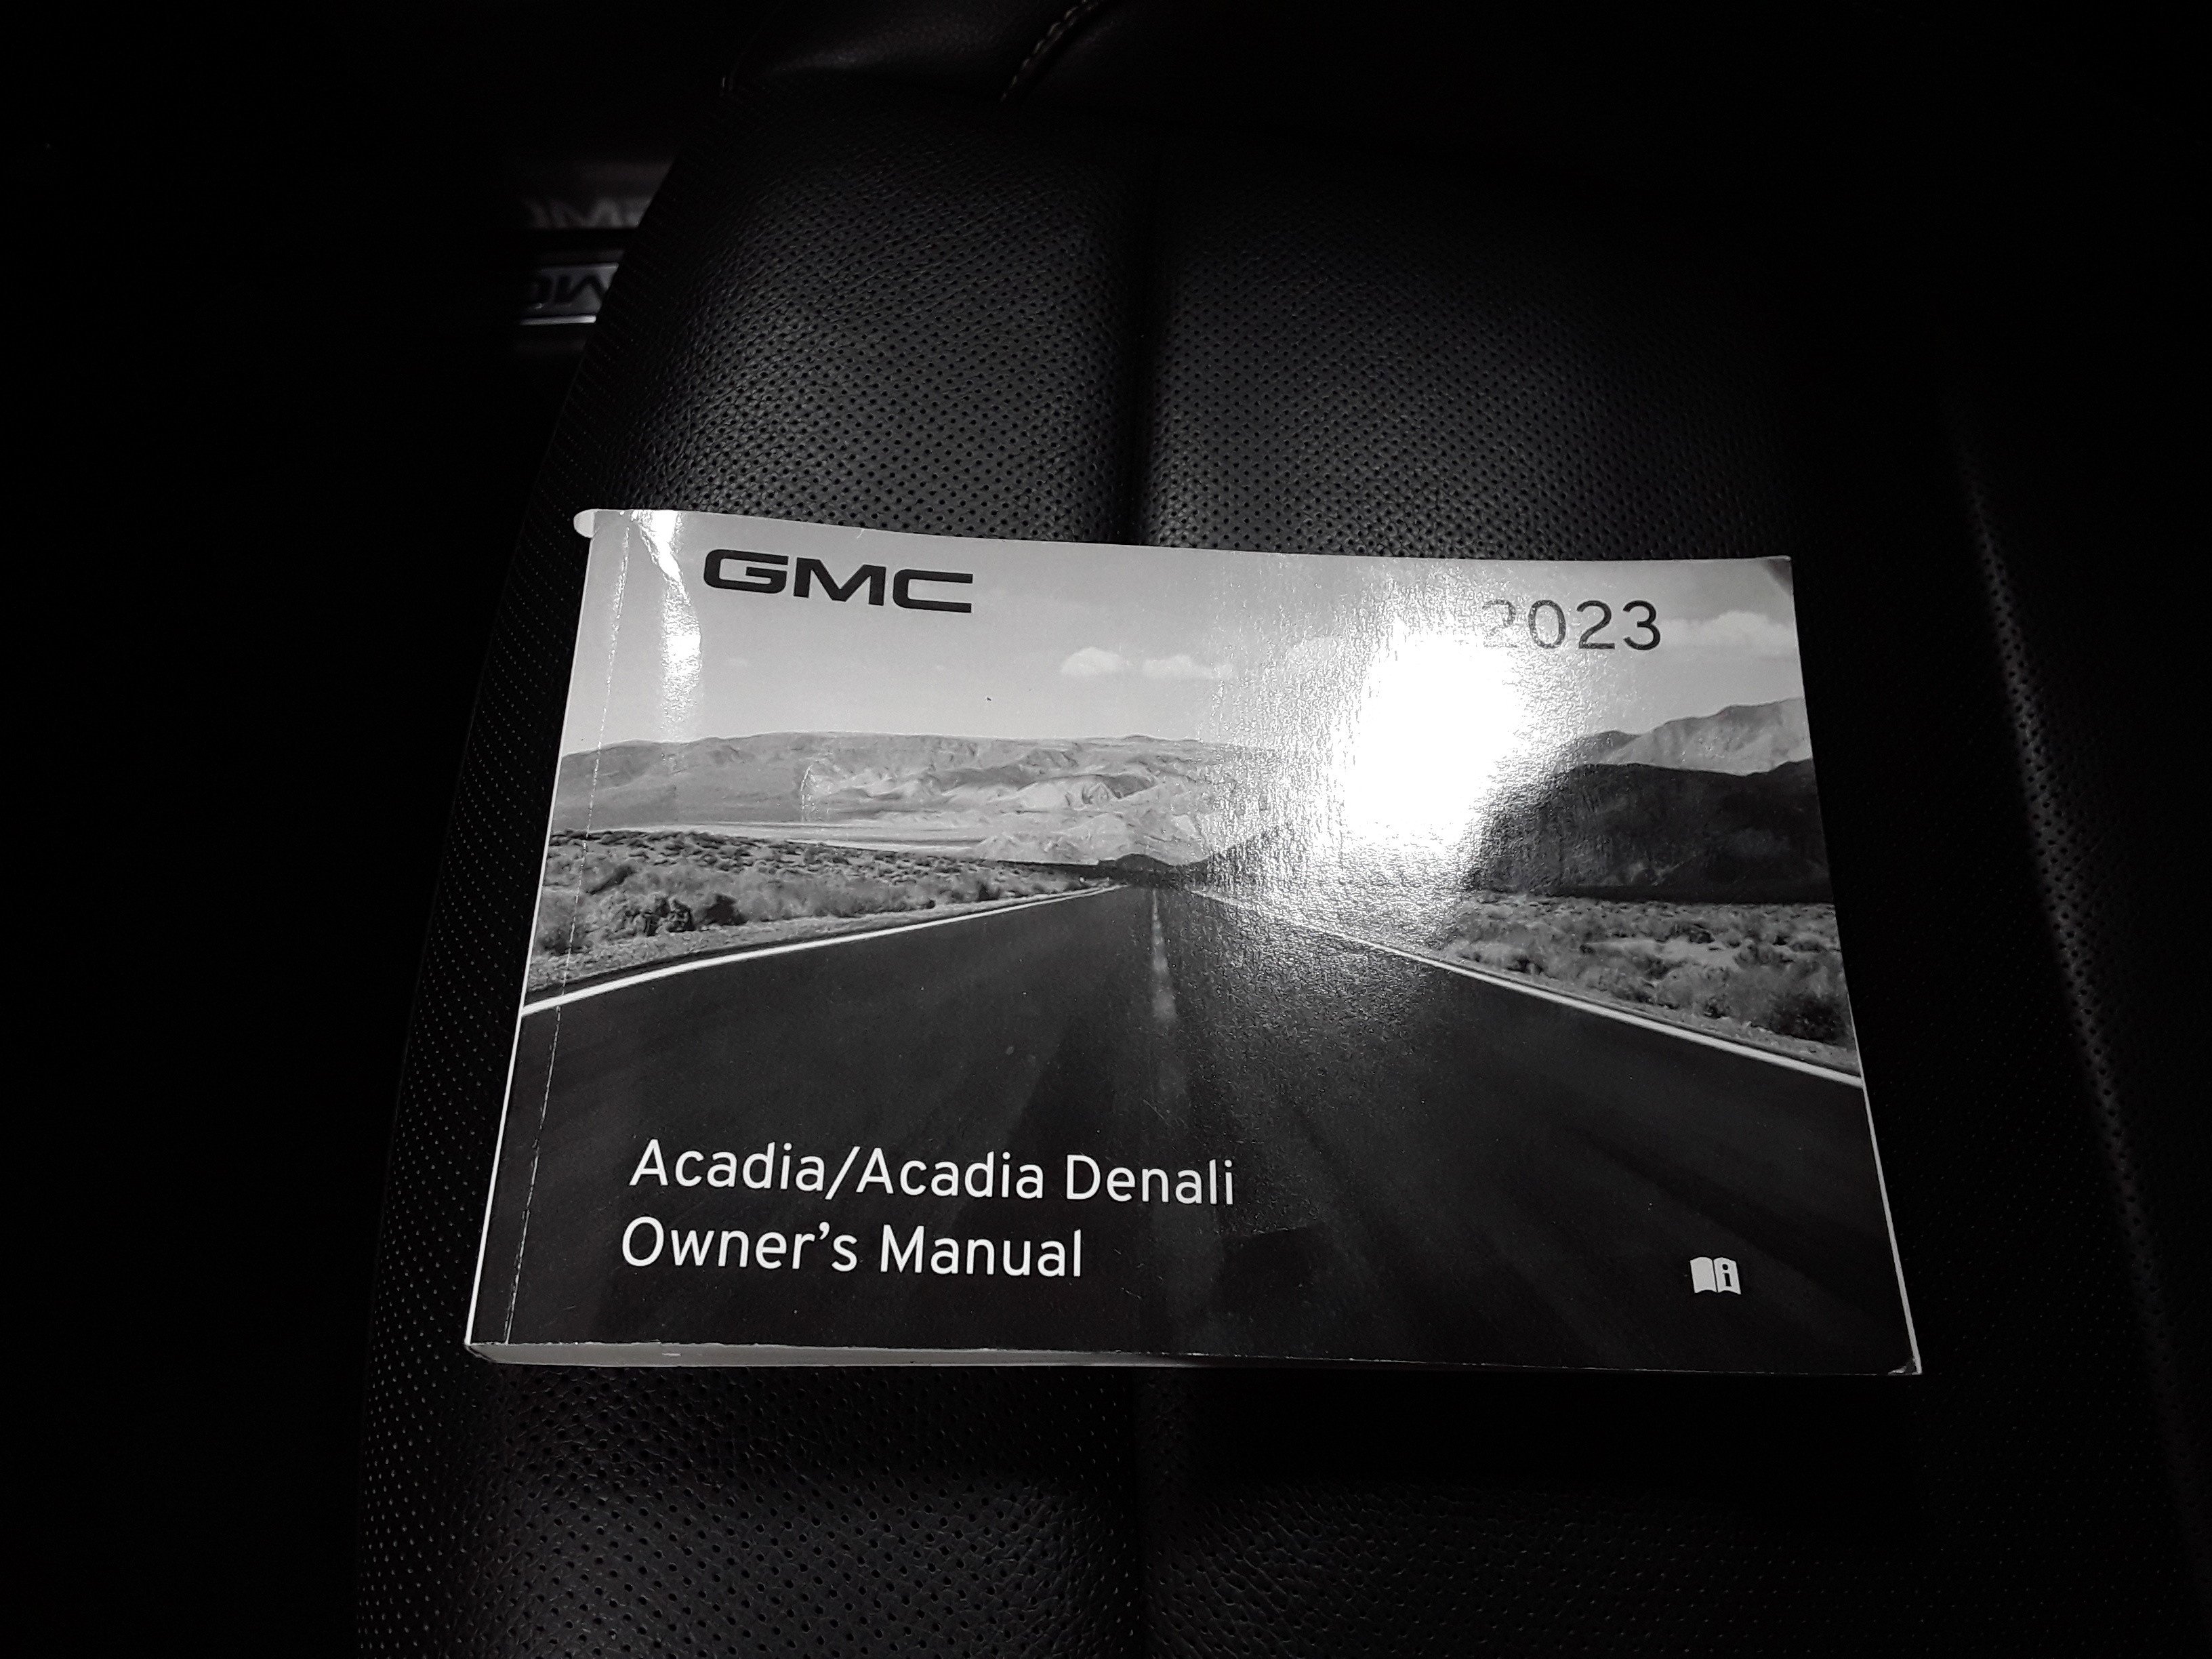 GMC
2023
Acadia/Acadia Denali
Owner's Manual